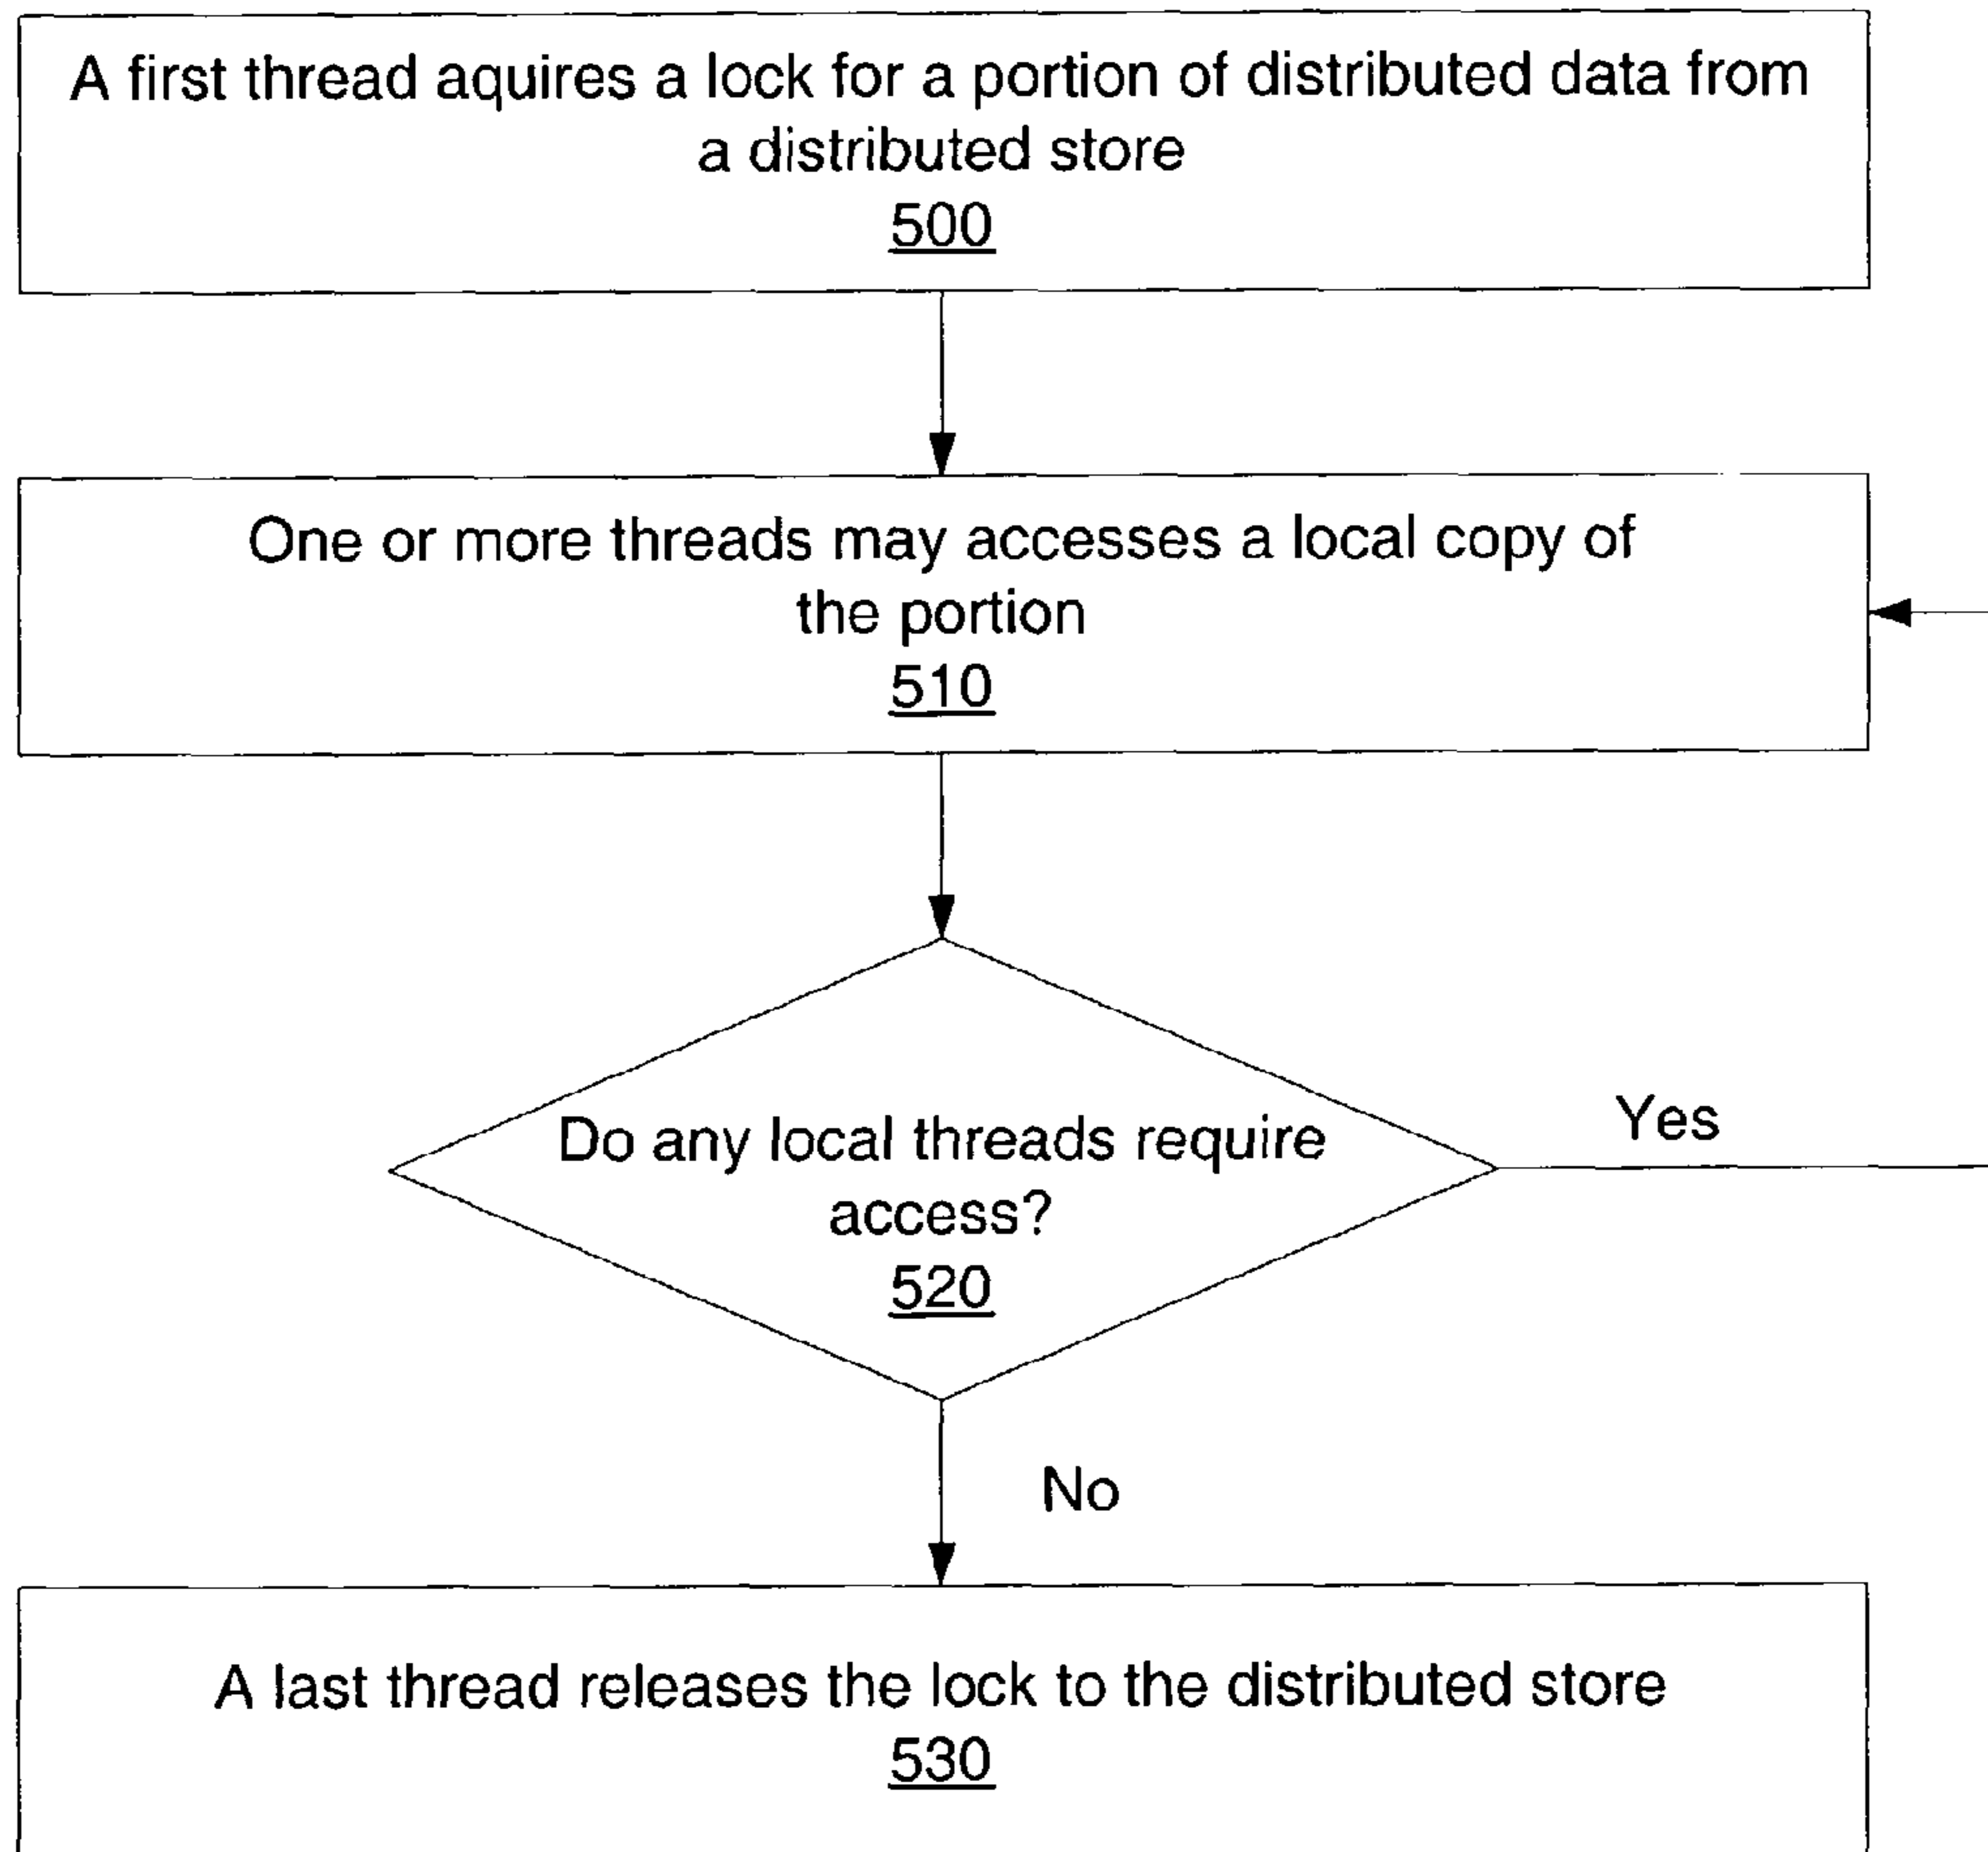 A first thread aquires a lock for a portion of distributed data from
a distributed store
500
One or more threads may accesses a local copy of
the portion
510
Do any local threads require
access?
520
Yes
No
A last thread releases the lock to the distributed store
530